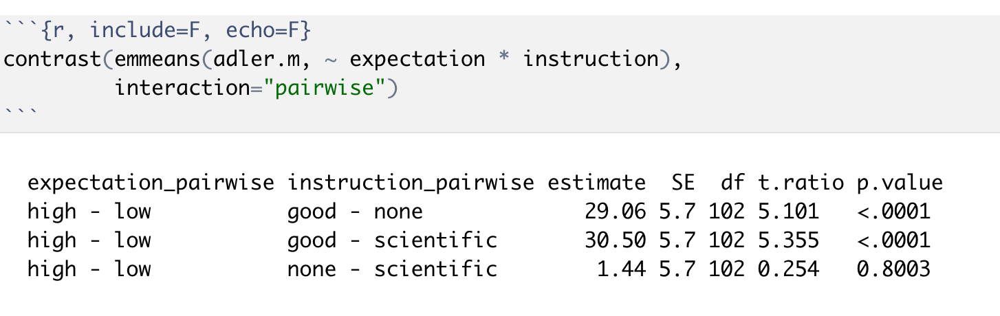 ```{r, include=F, echo=F}
contrast(emmeans(adler.m, ~ expectation * instruction),
         interaction="pairwise")
```
expectation_pairwise instruction_pairwise estimate  SE  df t.ratio p.value
high - low           good - none             29.06 5.7 102 5.101   <.0001
high - low           good - scientific       30.50 5.7 102 5.355   <.0001
high - low           none - scientific        1.44 5.7 102 0.254   0.8003